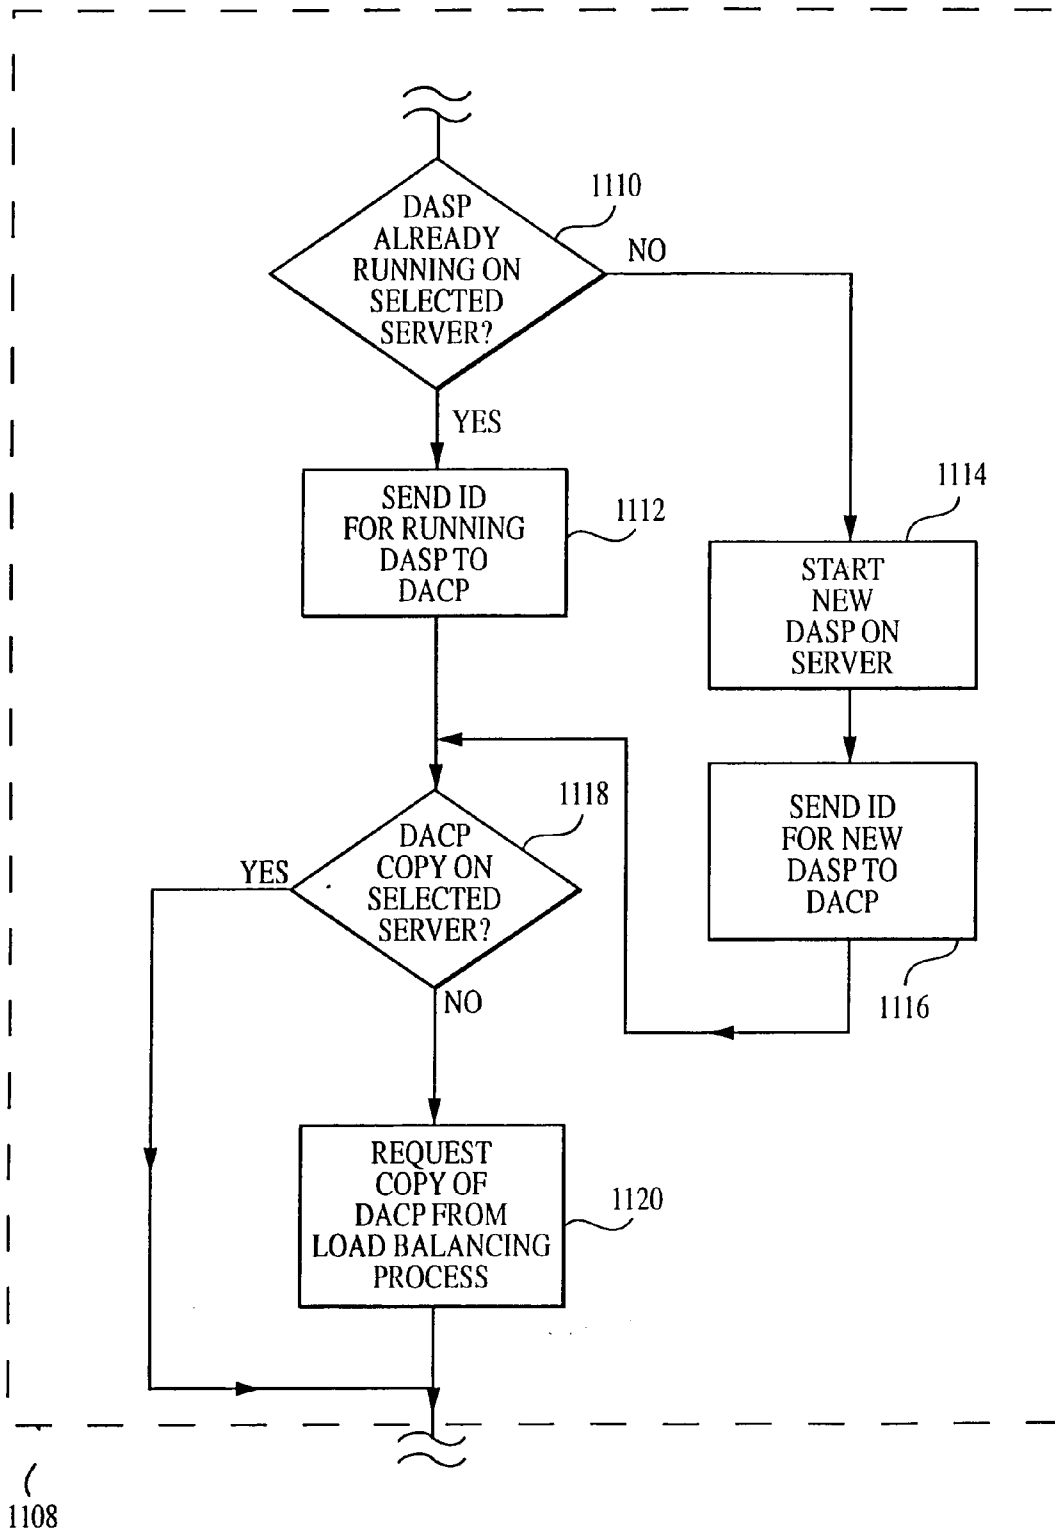 DASP
ALREADY
RUNNING ON
SELECTED
SERVER?
1110
NO
YES
SEND ID
FOR RUNNING
DASP TO
DACP
1112
1114
START
NEW
DASP ON
SERVER
SEND ID
FOR NEW
DASP TO
DACP
1116
DACP
COPY ON
SELECTED
SERVER?
1118
YES
NO
REQUEST
COPY OF
DACP FROM
LOAD BALANCING
PROCESS
1120
1108